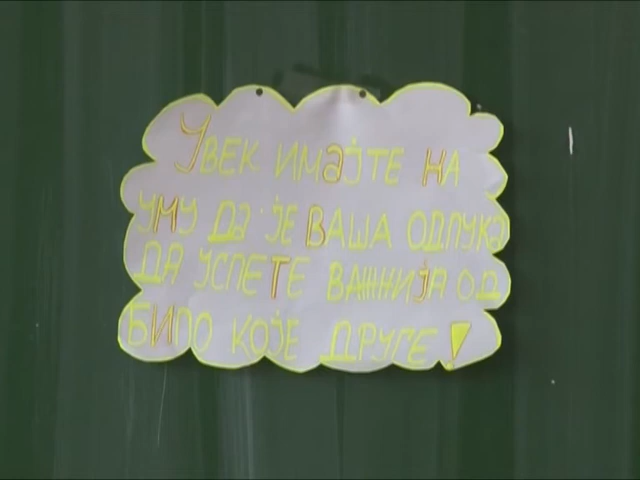 Увек имајте на
уму да је ваша одлука
да успете важнија од
било које друге!